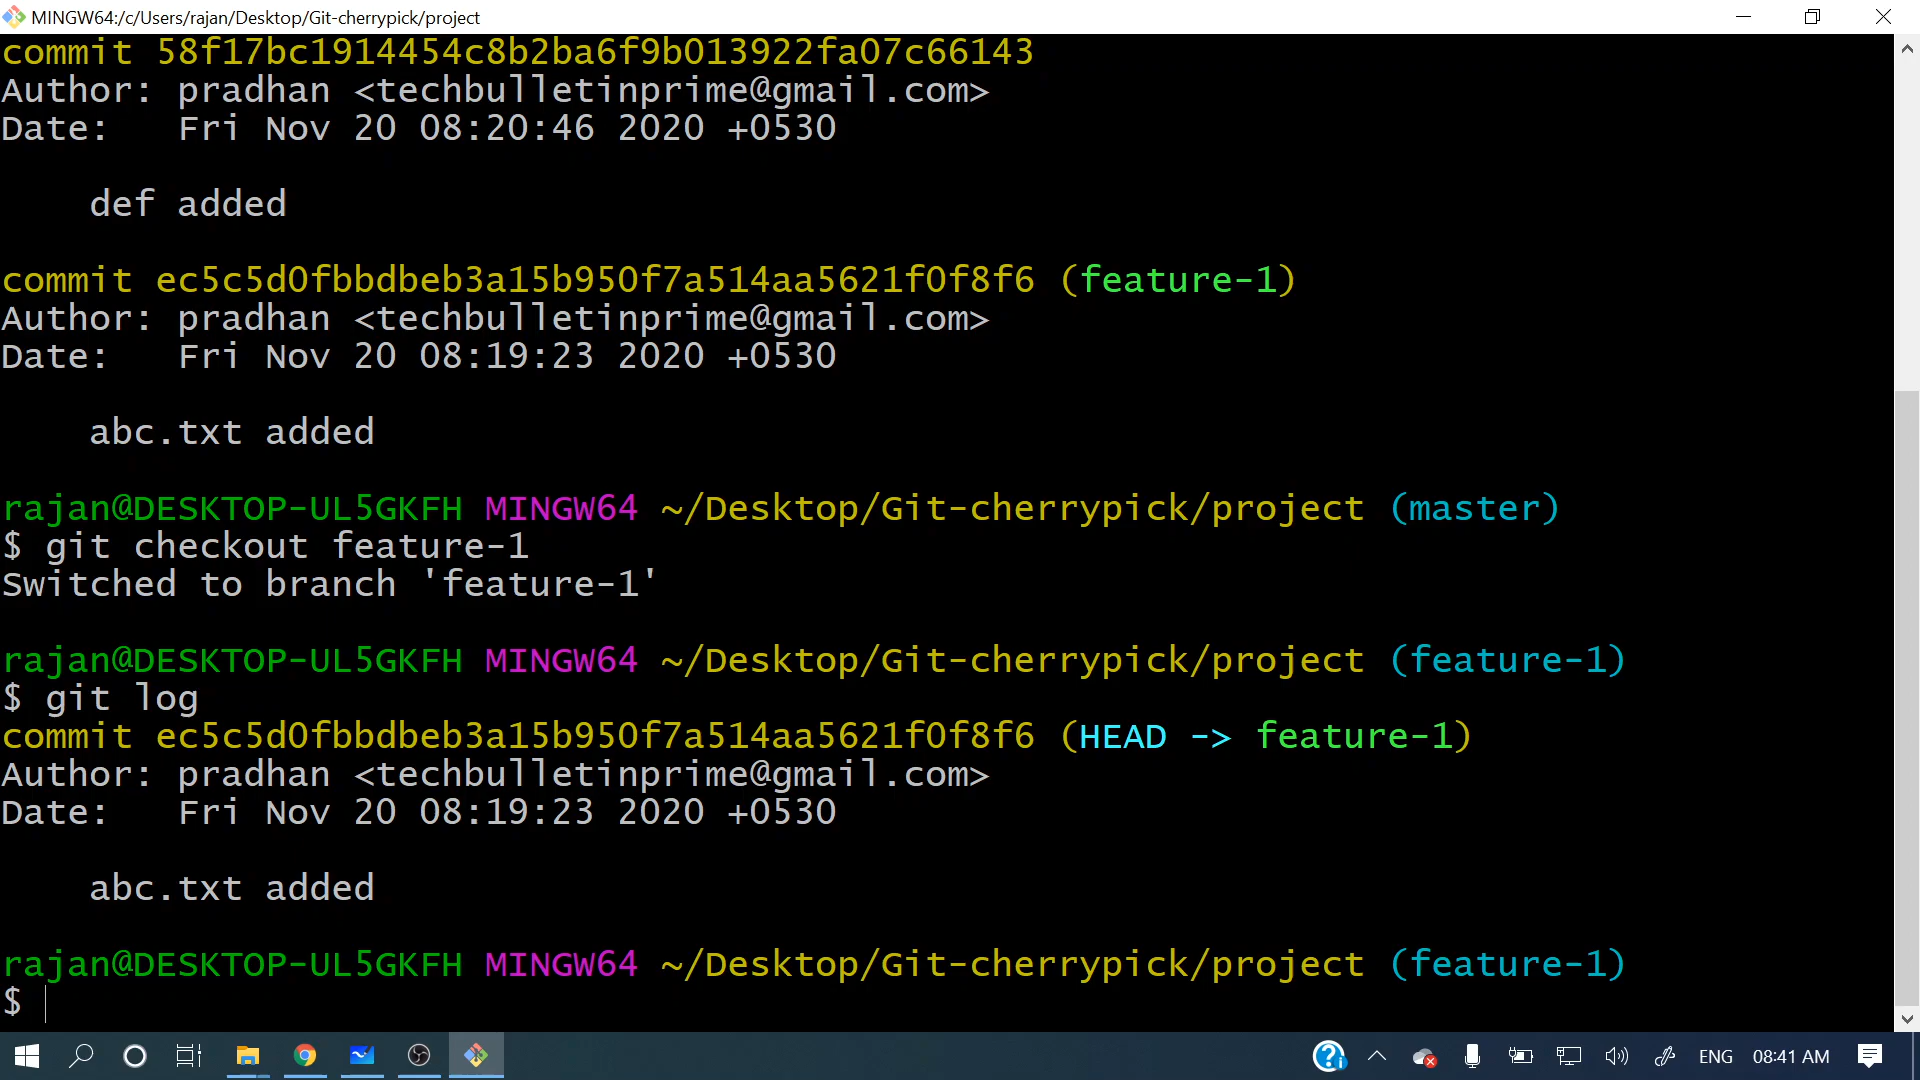 MINGW64:/c/Users/rajan/Desktop/Git-cherrypick/project
commit 58f17bc1914454c8b2ba6f9b013922fa07c66143
Author: pradhan <techbulletinprime@gmail.com>
Date:   Fri Nov 20 08:20:46 2020 +0530
    def added
commit ec5c5d0fbbdbeb3a15b950f7a514aa5621f0f8f6 (feature-1)
Author: pradhan <techbulletinprime@gmail.com>
Date:   Fri Nov 20 08:19:23 2020 +0530
    abc.txt added
rajan@DESKTOP-UL5GKFH MINGW64 ~/Desktop/Git-cherrypick/project (master)
$ git checkout feature-1
Switched to branch 'feature-1'
rajan@DESKTOP-UL5GKFH MINGW64 ~/Desktop/Git-cherrypick/project (feature-1)
$ git log
commit ec5c5d0fbbdbeb3a15b950f7a514aa5621f0f8f6 (HEAD -> feature-1)
Author: pradhan <techbulletinprime@gmail.com>
Date:   Fri Nov 20 08:19:23 2020 +0530
    abc.txt added
rajan@DESKTOP-UL5GKFH MINGW64 ~/Desktop/Git-cherrypick/project (feature-1)
$
ENG 08:41 AM